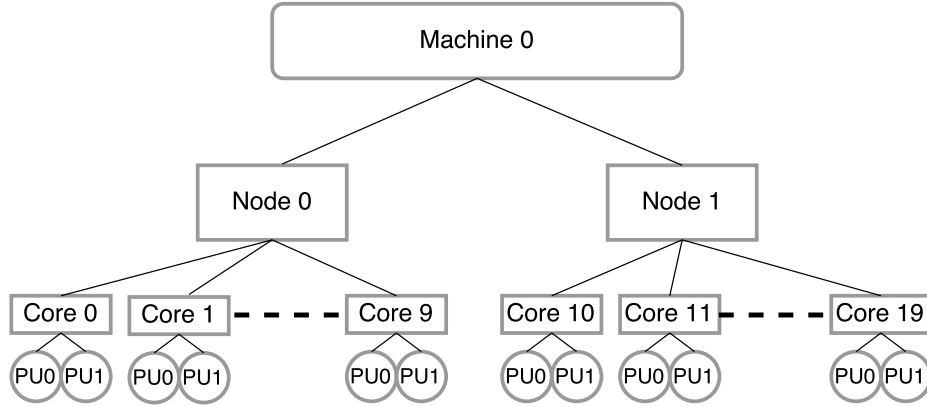 Machine 0
Node 0
Node 1
Core 0
Core 1
Core 9
Core 10
Core 11
Core 19
PU0 PU1
PU0 PU1
PU0 PU1
PU0 PU1
PU0 PU1
PU0 PU1